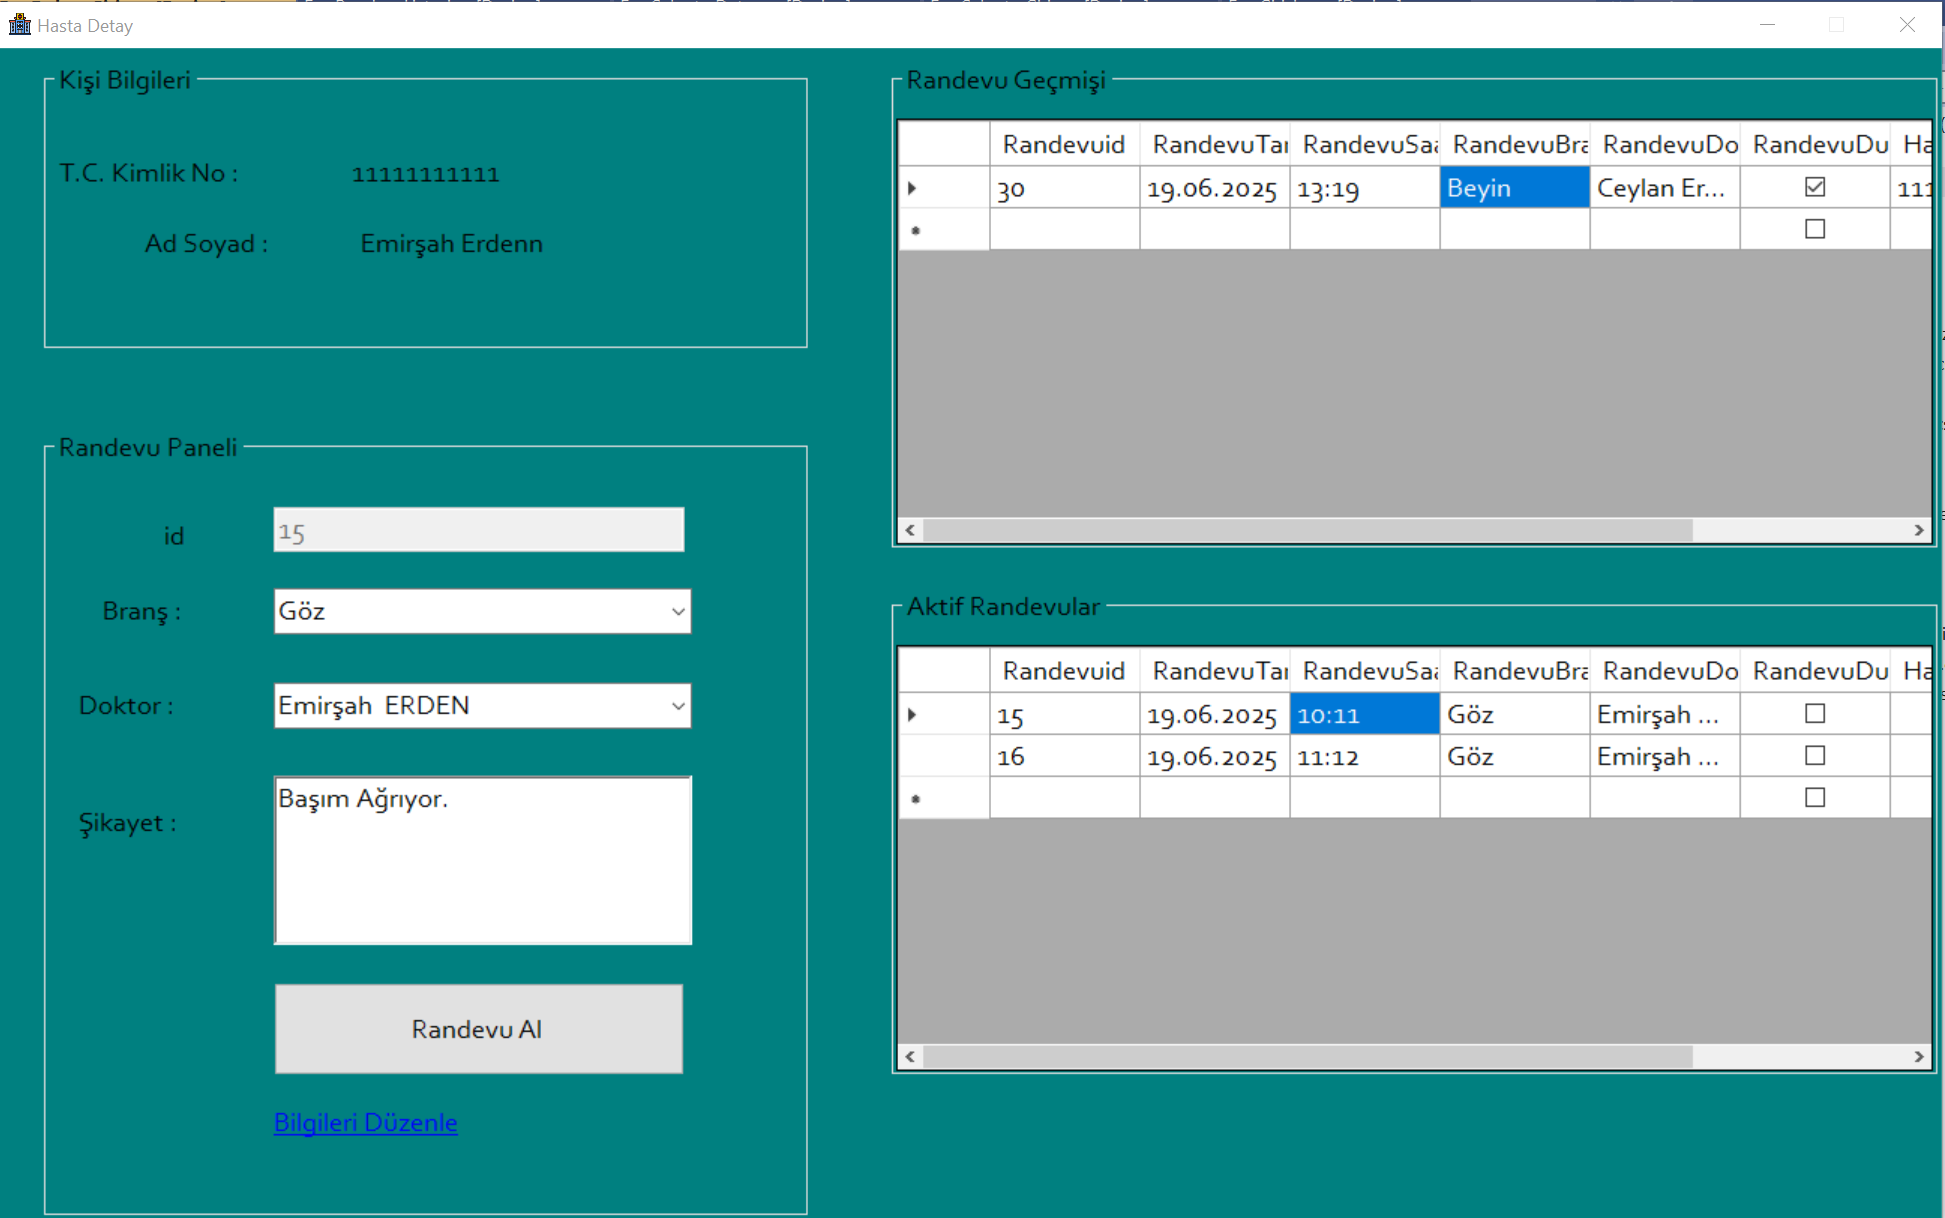 Hasta Detay
Kişi Bilgileri
T.C. Kimlik No : 11111111111
Ad Soyad : Emirşah Erdenn
Randevu Paneli
id 15
Branş : Göz
Doktor : Emirşah ERDEN
Şikayet : Başım Ağrıyor.
Randevu Al
Bilgileri Düzenle
Randevu Geçmişi
Randevuid RandevuTar RandevuSaa RandevuBra RandevuDo RandevuDu Ha
30 19.06.2025 13:19 Beyin Ceylan Er... 111
Aktif Randevular
Randevuid RandevuTar RandevuSaa RandevuBra RandevuDo RandevuDu Ha
15 19.06.2025 10:11 Göz Emirşah ...
16 19.06.2025 11:12 Göz Emirşah ...